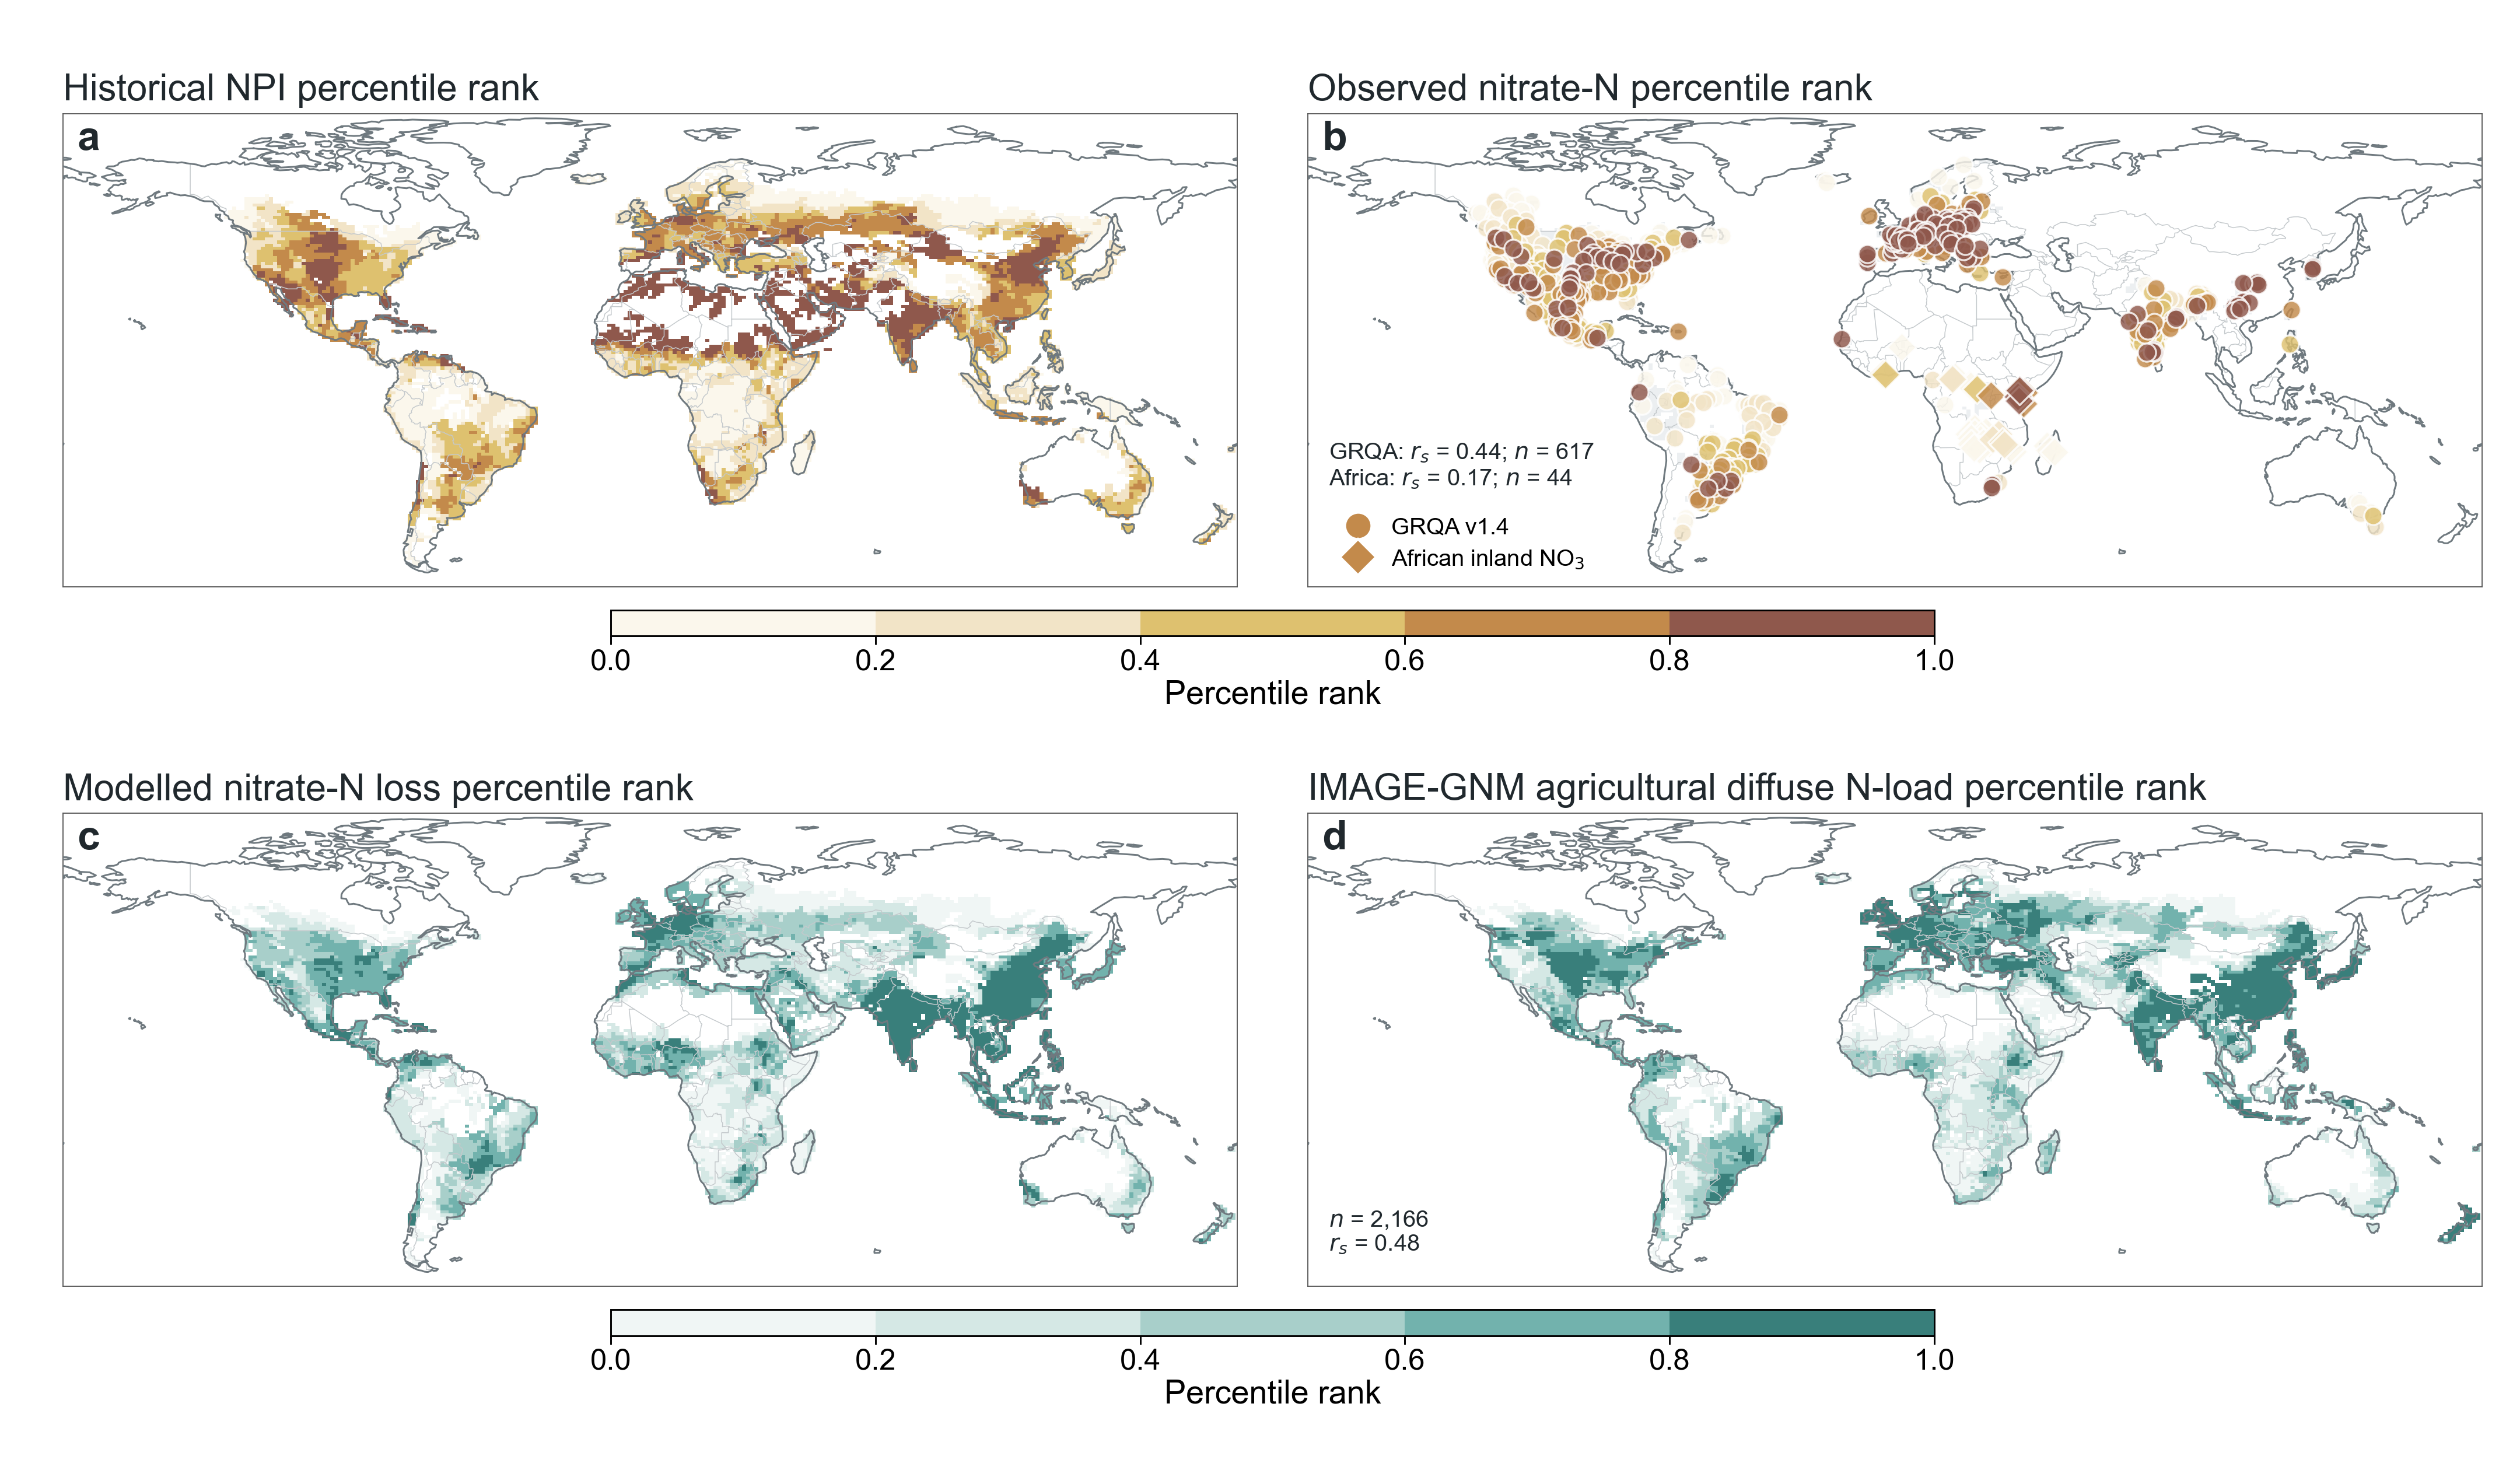 Historical NPI percentile rank
a
Observed nitrate-N percentile rank
b
GRQA: rₛ = 0.44; n = 617
Africa: rₛ = 0.17; n = 44
GRQA v1.4
African inland NO₃
0.0 0.2 0.4 0.6 0.8 1.0
Percentile rank
Modelled nitrate-N loss percentile rank
c
IMAGE-GNM agricultural diffuse N-load percentile rank
d
n = 2,166
rₛ = 0.48
0.0 0.2 0.4 0.6 0.8 1.0
Percentile rank